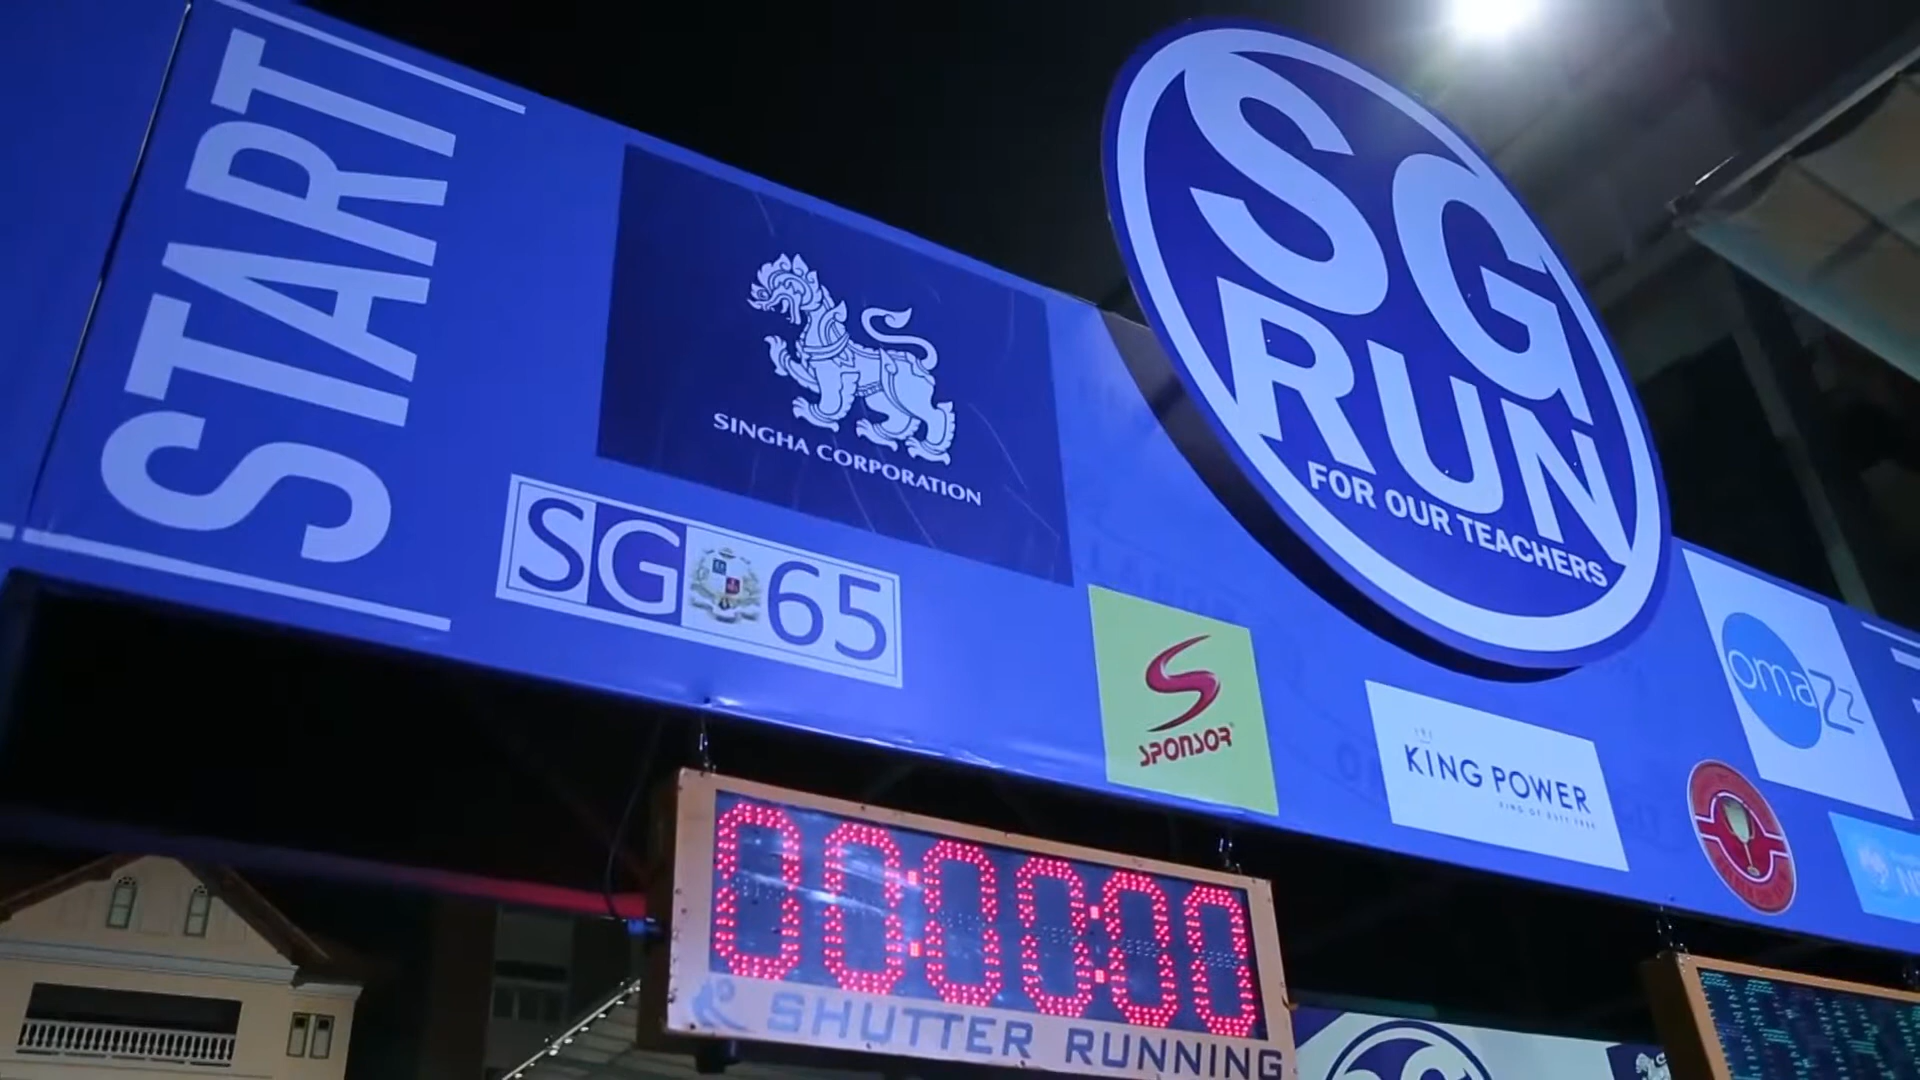 START
SINGHA CORPORATION
SG 65
SG
RUN
FOR OUR TEACHERS
SPONSOR
KING POWER
omazz
00:00:00
SHUTTER RUNNING